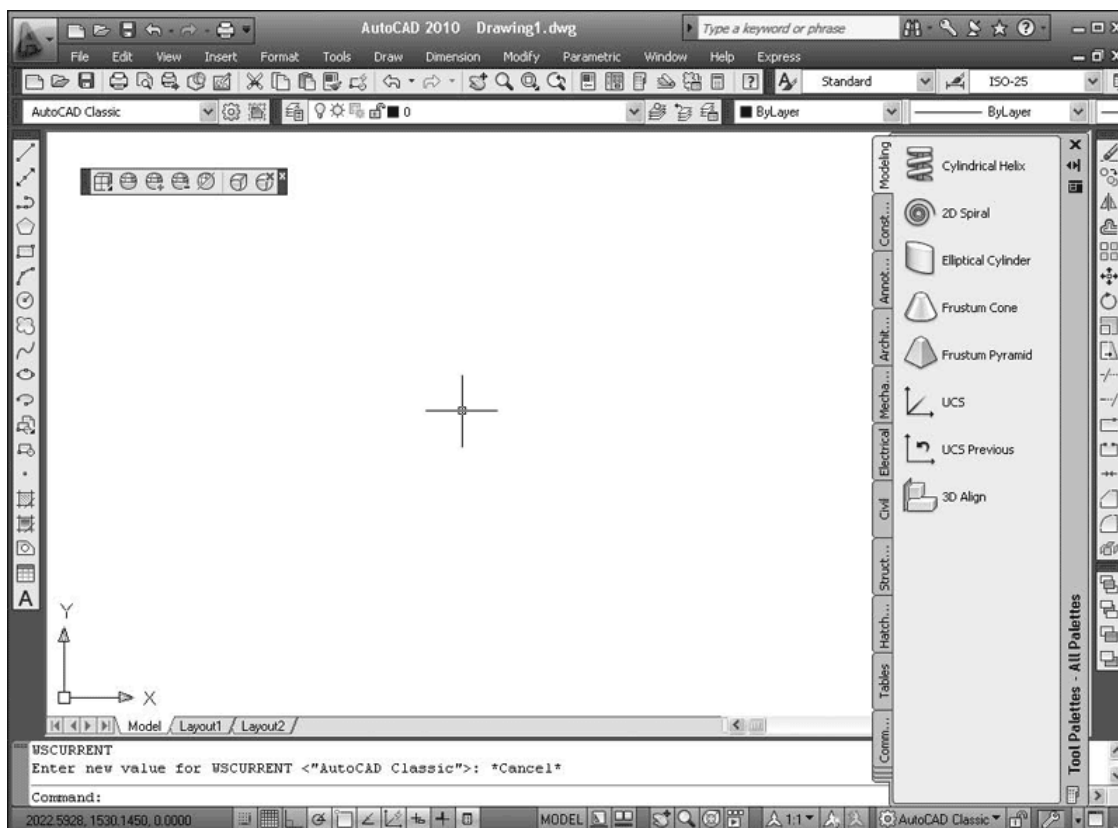 AutoCAD 2010 Drawing1.dwg
Type a keyword or phrase
File Edit View Insert Format Tools Draw Dimension Modify Parametric Window Help Express
Standard
ISO-25
AutoCAD Classic
0
ByLayer
ByLayer
Modeling
Const...
Annot...
Archit...
Mecha...
Electrical
Civil
Struct...
Hatch...
Tables
Comm...
Cylindrical Helix
2D Spiral
Elliptical Cylinder
Frustum Cone
Frustum Pyramid
UCS
UCS Previous
3D Align
Tool Palettes - All Palettes
A
Y
X
Model Layout1 Layout2
WSCURRENT
Enter new value for WSCURRENT <"AutoCAD Classic">: *Cancel*
Command:
2022.5928, 1530.1450, 0.0000
MODEL
1:1
AutoCAD Classic